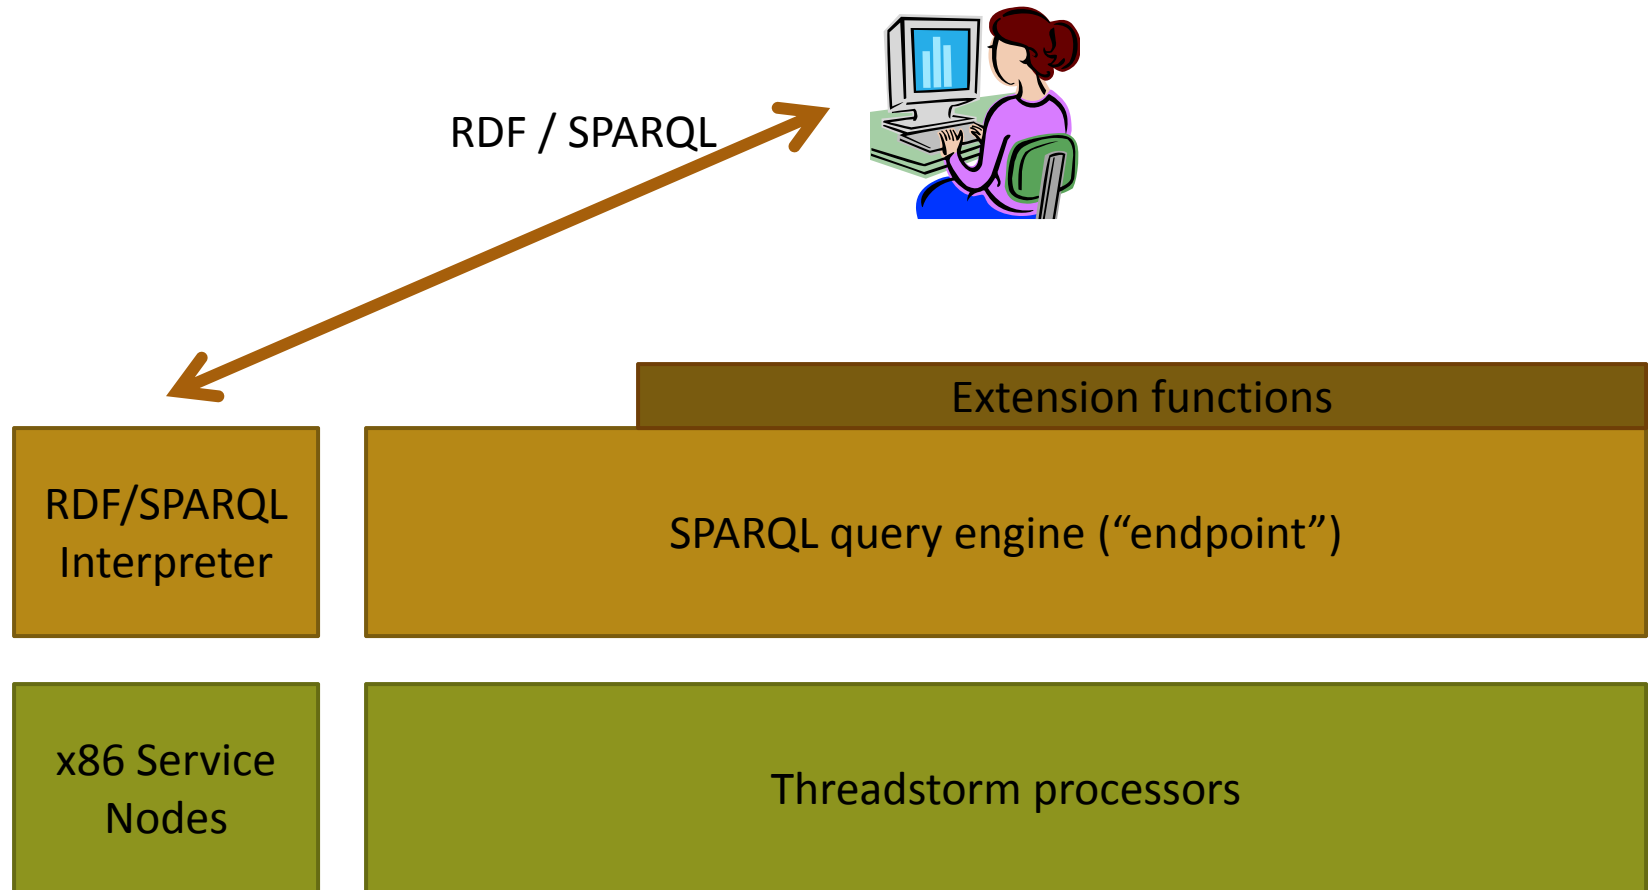 RDF / SPARQL
Extension functions
RDF/SPARQL
Interpreter
SPARQL query engine (“endpoint”)
x86 Service
Nodes
Threadstorm processors